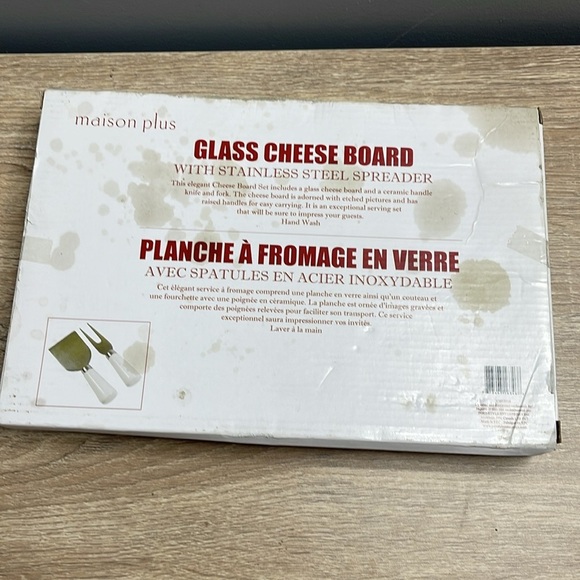 maison plus
GLASS CHEESE BOARD
WITH STAINLESS STEEL SPREADER
This elegant Cheese Board Set includes a glass cheese board and a ceramic handle
knife and fork. The cheese board is adorned with etched pictures and has
raised handles for easy carrying. It is an exceptional serving set
that will be sure to impress your guests.
Hand Wash
PLANCHE À FROMAGE EN VERRE
AVEC SPATULES EN ACIER INOXYDABLE
Cet élégant service à fromage comprend une planche en verre ainsi qu'un couteau et
une fourchette avec une poignée en céramique. La planche est ornée d'images gravées et
comporte des poignées relevées pour faciliter son transport. Ce service
exceptionnel saura impressionner vos invités.
Laver à la main